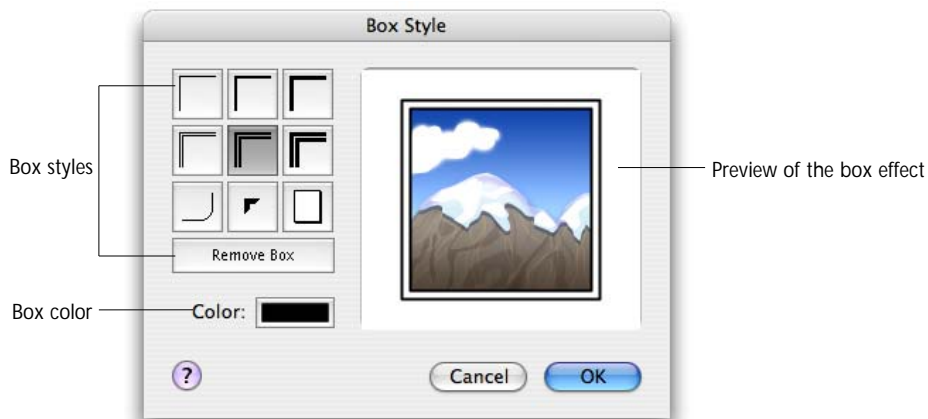 Box Style
Box styles
Preview of the box effect
Remove Box
Box color
Color:
?
Cancel
OK